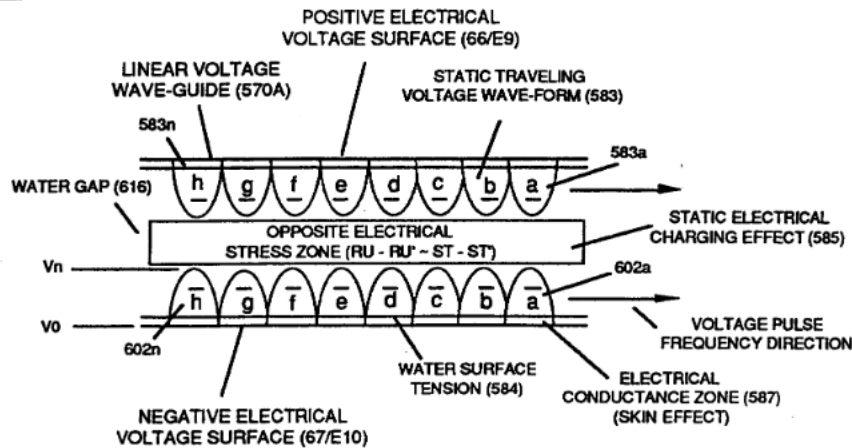 POSITIVE ELECTRICAL
VOLTAGE SURFACE (66/E9)
LINEAR VOLTAGE
WAVE-GUIDE (570A)
STATIC TRAVELING
VOLTAGE WAVE-FORM (583)
583n
583a
h g f e d c b a
WATER GAP (616)
OPPOSITE ELECTRICAL
STRESS ZONE (RU - RU' ~ ST - ST')
STATIC ELECTRICAL
CHARGING EFFECT (585)
Vn
602a
h g f e d c b a
V0
602n
VOLTAGE PULSE
FREQUENCY DIRECTION
WATER SURFACE
TENSION (584)
ELECTRICAL
CONDUCTANCE ZONE (587)
(SKIN EFFECT)
NEGATIVE ELECTRICAL
VOLTAGE SURFACE (67/E10)